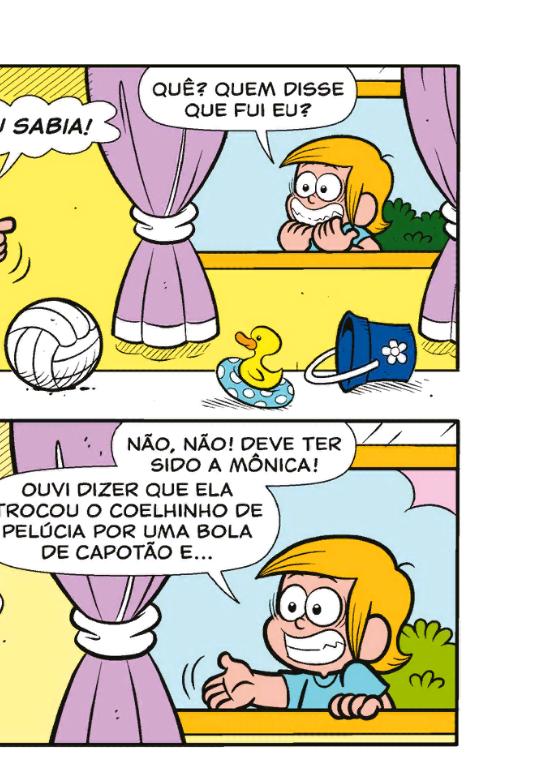 QUÊ? QUEM DISSE
QUE FUI EU?
SABIA!
NÃO, NÃO! DEVE TER
SIDO A MÔNICA!
OUVI DIZER QUE ELA
TROCOU O COELHINHO DE
PELÚCIA POR UMA BOLA
DE CAPOTÃO E...